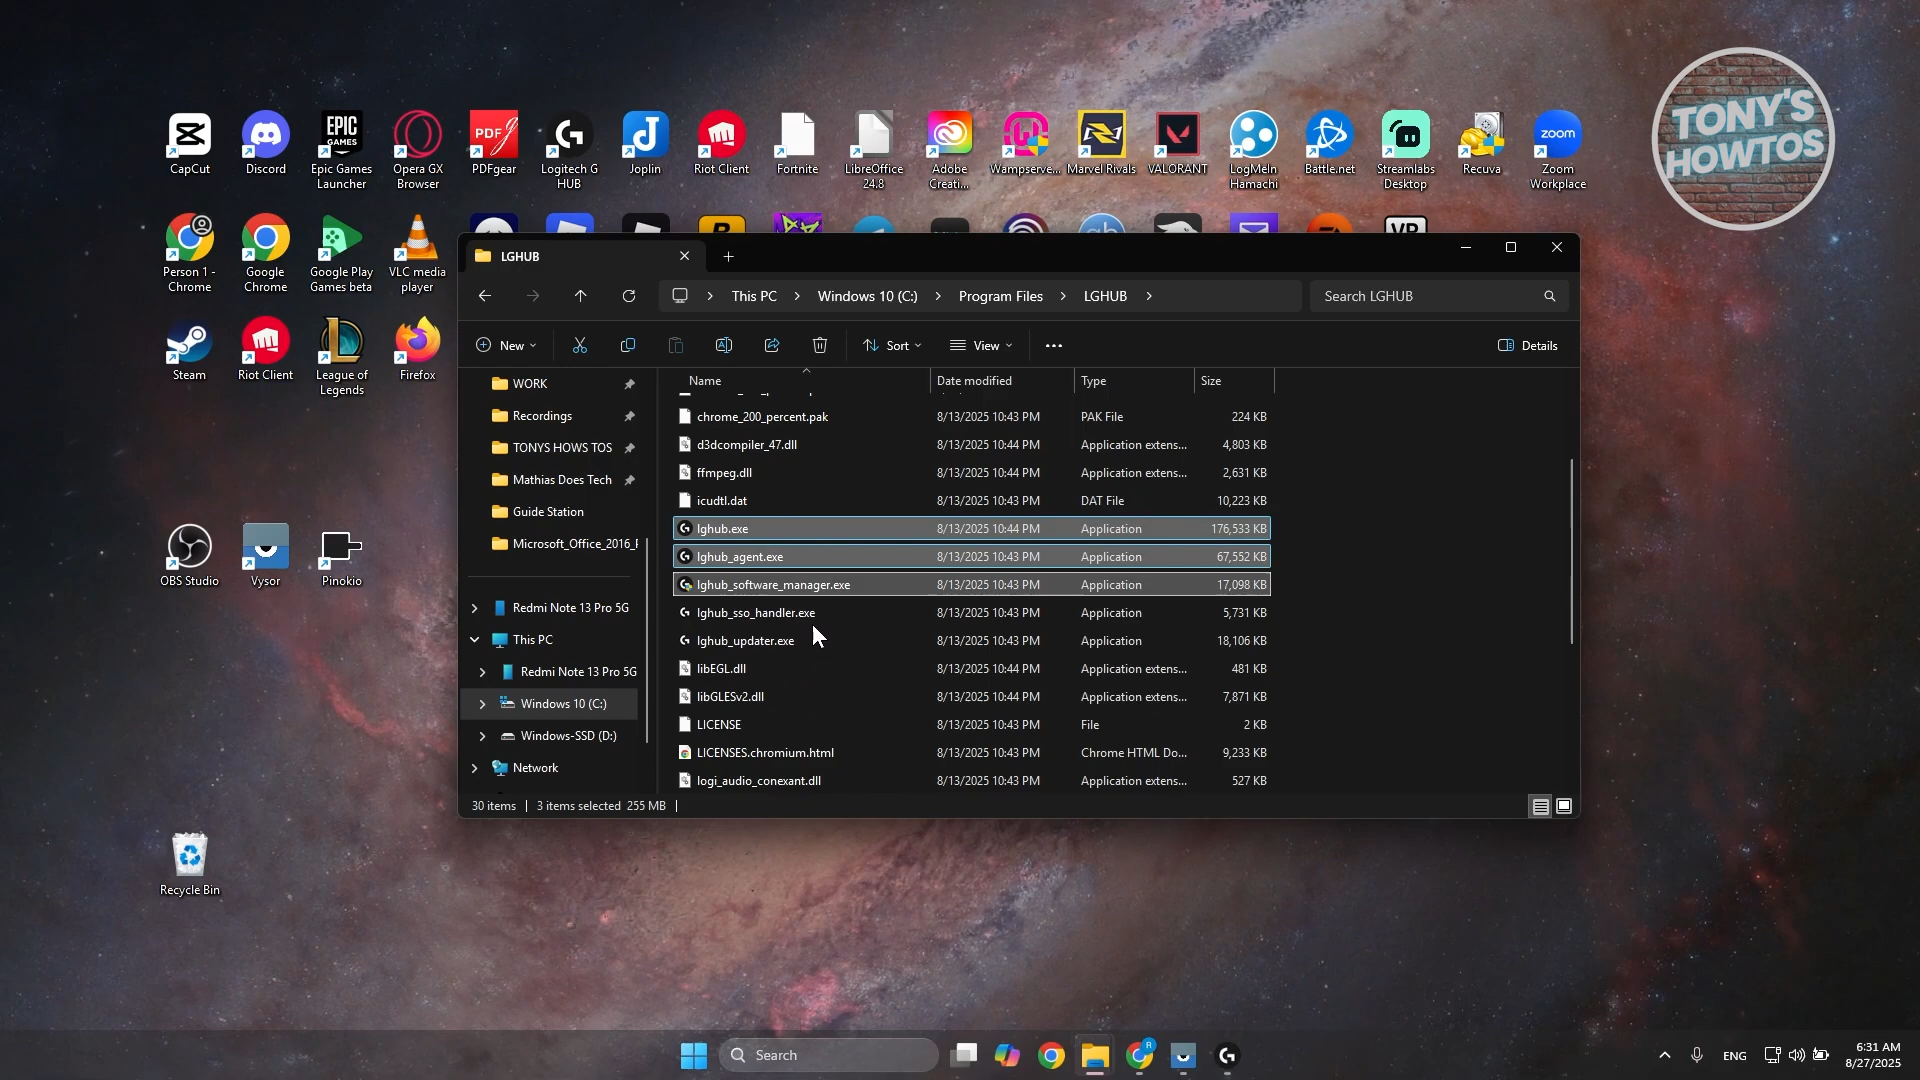 TONY'S
HOWTOS
CapCut
Discord
EPIC
GAMES
Epic Games
Launcher
Opera GX
Browser
PDF
PDFgear
Logitech G
HUB
Joplin
Riot Client
Fortnite
LibreOffice
24.8
Adobe
Creati...
Wampserve...
Marvel Rivals
VALORANT
LogMeIn
Hamachi
Battle.net
Streamlabs
Desktop
Recuva
zoom
Zoom
Workplace
Person 1 -
Chrome
Google
Chrome
Google Play
Games beta
VLC media
player
Steam
Riot Client
League of
Legends
Firefox
OBS Studio
Vysor
Pinokio
Recycle Bin
LGHUB
This PC
Windows 10 (C:)
Program Files
LGHUB
Search LGHUB
New
Sort
View
Details
WORK
Recordings
TONYS HOWS TOS
Mathias Does Tech
Guide Station
Microsoft_Office_2016_F
Redmi Note 13 Pro 5G
This PC
Redmi Note 13 Pro 5G
Windows 10 (C:)
Windows-SSD (D:)
Network
Name Date modified Type Size
chrome_200_percent.pak 8/13/2025 10:43 PM PAK File 224 KB
d3dcompiler_47.dll 8/13/2025 10:44 PM Application extens... 4,803 KB
ffmpeg.dll 8/13/2025 10:44 PM Application extens... 2,631 KB
icudtl.dat 8/13/2025 10:43 PM DAT File 10,223 KB
lghub.exe 8/13/2025 10:44 PM Application 176,533 KB
lghub_agent.exe 8/13/2025 10:43 PM Application 67,552 KB
lghub_software_manager.exe 8/13/2025 10:43 PM Application 17,098 KB
lghub_sso_handler.exe 8/13/2025 10:43 PM Application 5,731 KB
lghub_updater.exe 8/13/2025 10:43 PM Application 18,106 KB
libEGL.dll 8/13/2025 10:44 PM Application extens... 481 KB
libGLESv2.dll 8/13/2025 10:44 PM Application extens... 7,871 KB
LICENSE 8/13/2025 10:43 PM File 2 KB
LICENSES.chromium.html 8/13/2025 10:43 PM Chrome HTML Do... 9,233 KB
logi_audio_conexant.dll 8/13/2025 10:43 PM Application extens... 527 KB
30 items 3 items selected 255 MB
Search
R
ENG
6:31 AM
8/27/2025